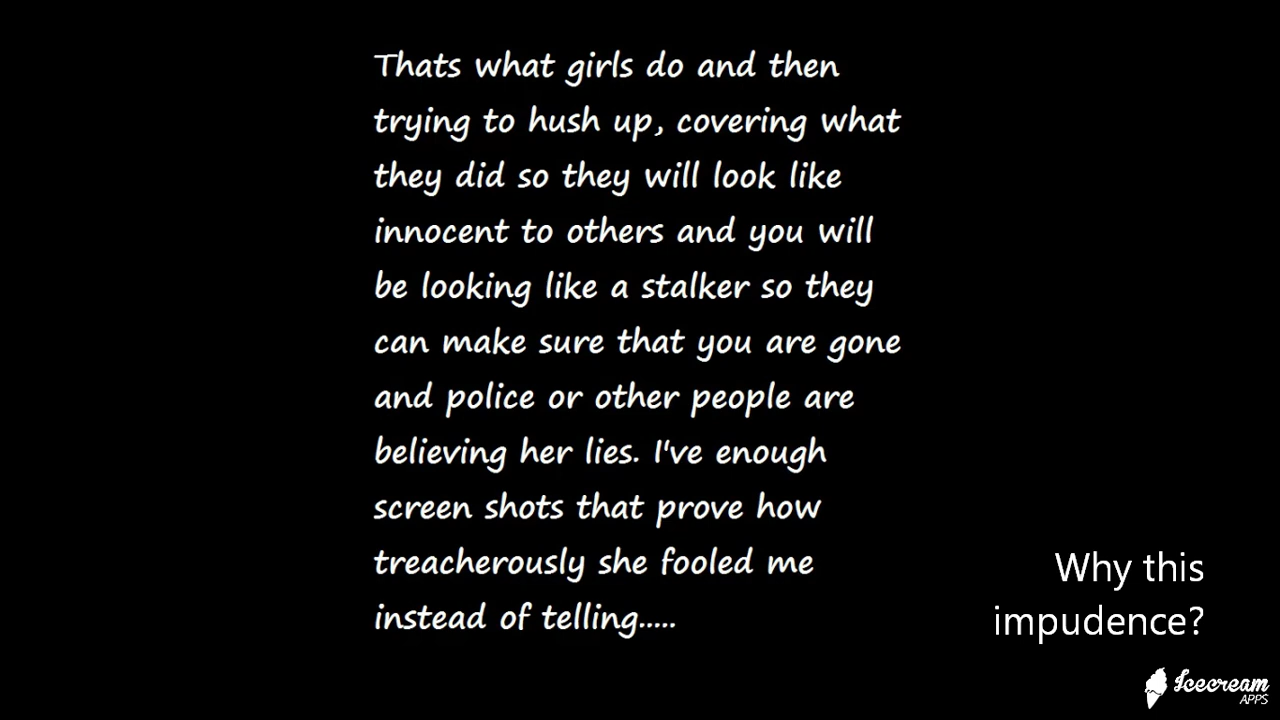 Thats what girls do and then
trying to hush up, covering what
they did so they will look like
innocent to others and you will
be looking like a stalker so they
can make sure that you are gone
and police or other people are
believing her lies. I've enough
screen shots that prove how
treacherously she fooled me
instead of telling.....
Why this
impudence?
Icecream
APPS